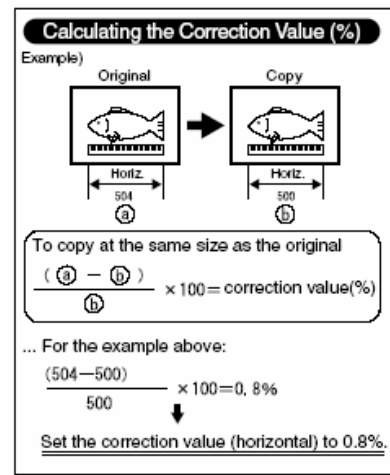 Calculating the Correction Value (%)
Example)
Original Copy
Horiz. Horiz.
504 500
ⓐ ⓑ
To copy at the same size as the original
(ⓐ − ⓑ)
ⓑ
×100= correction value(%)
... For the example above:
(504−500)
500
×100=0, 8%
Set the correction value (horizontal) to 0.8%.